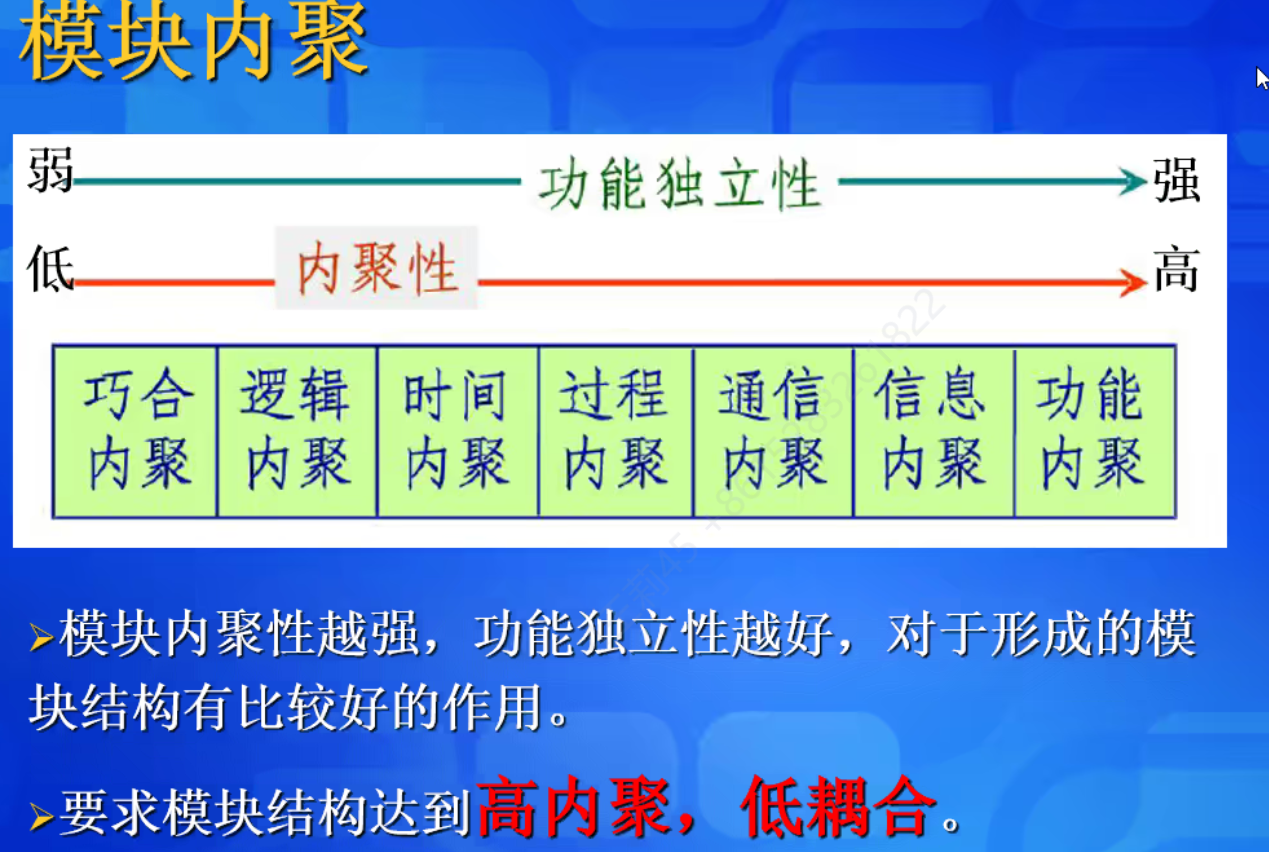 模块内聚
弱 功能独立性 强
低 内聚性 高
巧合 逻辑 时间 过程 通信 信息 功能
内聚 内聚 内聚 内聚 内聚 内聚 内聚
➢模块内聚性越强，功能独立性越好，对于形成的模
块结构有比较好的作用。
➢要求模块结构达到高内聚，低耦合。